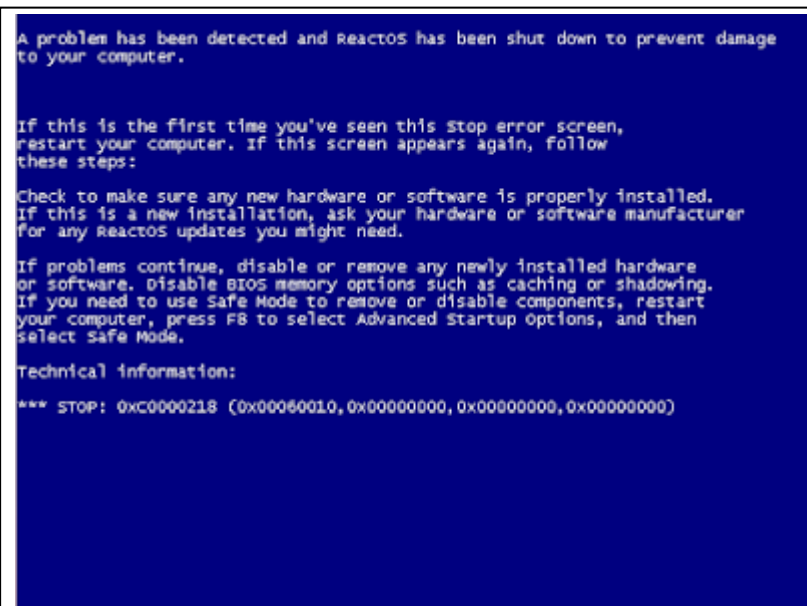 A problem has been detected and ReactOS has been shut down to prevent damage
to your computer.
If this is the first time you've seen this Stop error screen,
restart your computer. If this screen appears again, follow
these steps:
Check to make sure any new hardware or software is properly installed.
If this is a new installation, ask your hardware or software manufacturer
for any ReactOS updates you might need.
If problems continue, disable or remove any newly installed hardware
or software. Disable BIOS memory options such as caching or shadowing.
If you need to use Safe Mode to remove or disable components, restart
your computer, press F8 to select Advanced Startup Options, and then
select Safe Mode.
Technical information:
*** STOP: 0xC0000218 (0x00060010,0x00000000,0x00000000,0x00000000)